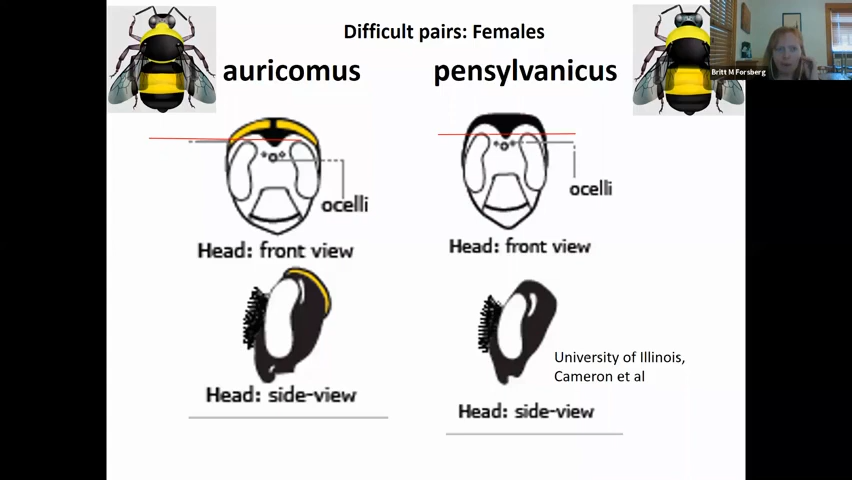 Difficult pairs: Females
auricomus
pensylvanicus
Britt M Forsberg
ocelli
ocelli
Head: front view
Head: front view
University of Illinois,
Cameron et al
Head: side-view
Head: side-view